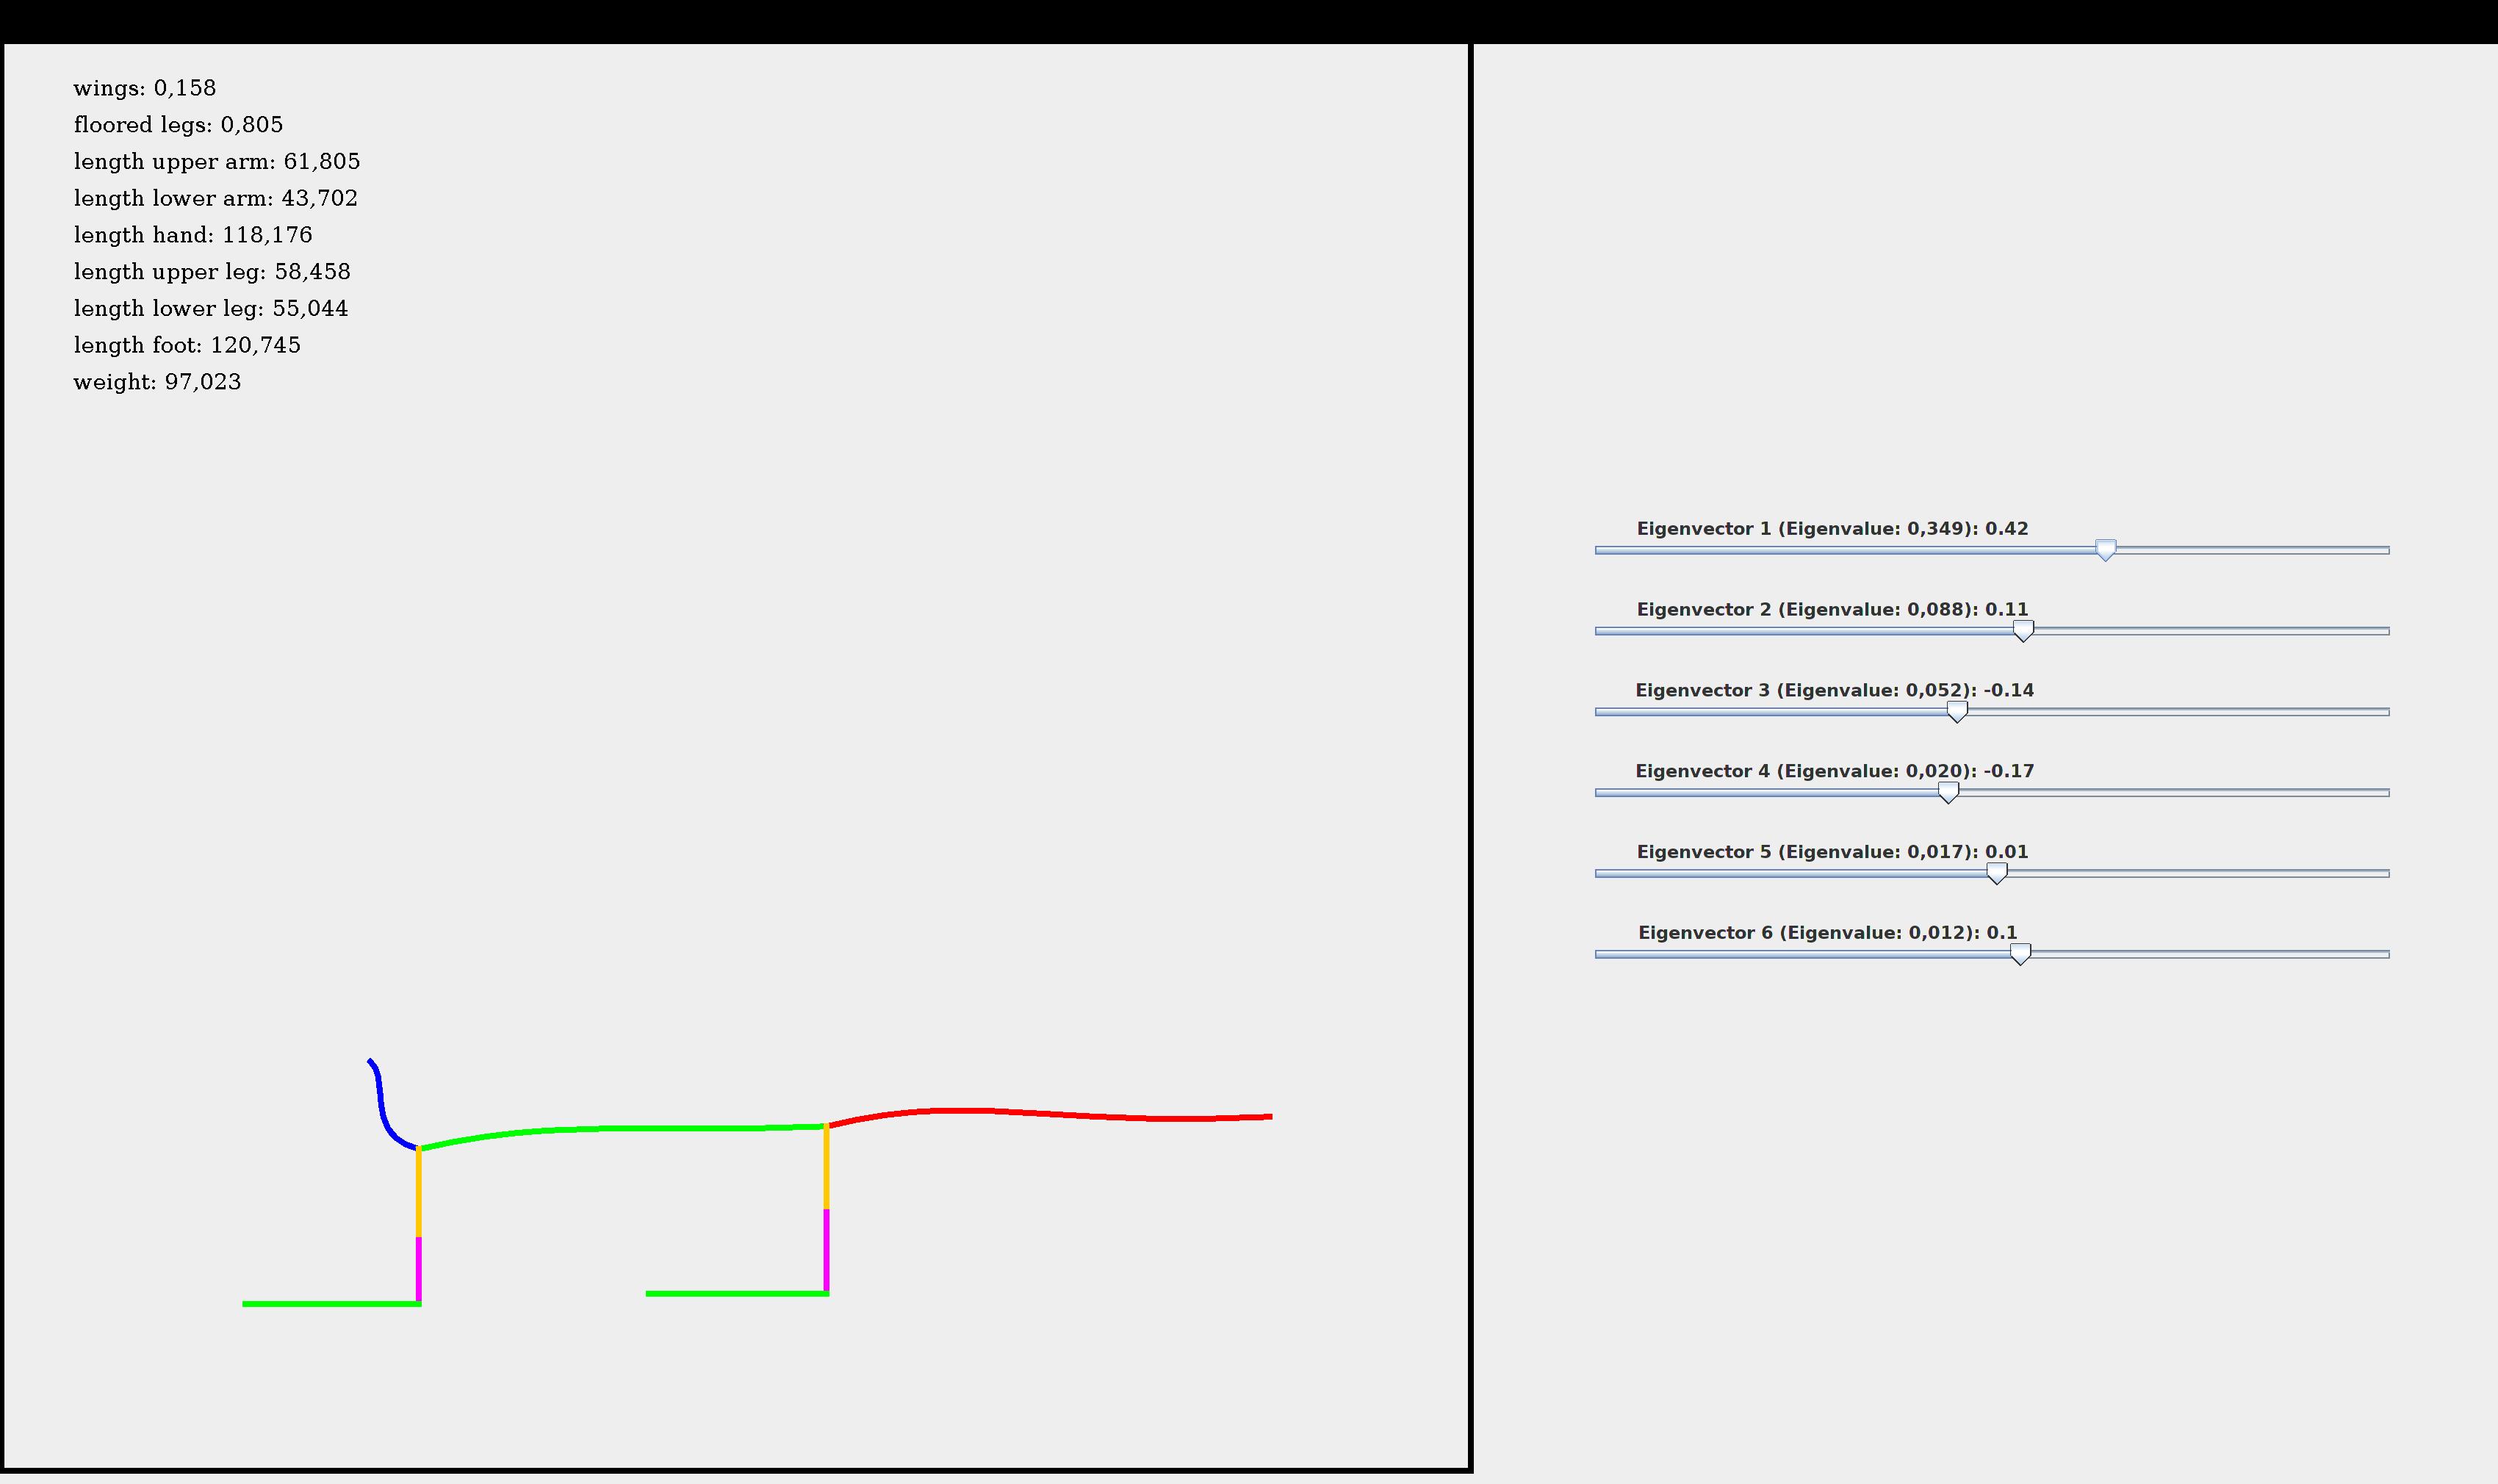 wings: 0,158
floored legs: 0,805
length upper arm: 61,805
length lower arm: 43,702
length hand: 118,176
length upper leg: 58,458
length lower leg: 55,044
length foot: 120,745
weight: 97,023
Eigenvector 1 (Eigenvalue: 0,349): 0.42
Eigenvector 2 (Eigenvalue: 0,088): 0.11
Eigenvector 3 (Eigenvalue: 0,052): -0.14
Eigenvector 4 (Eigenvalue: 0,020): -0.17
Eigenvector 5 (Eigenvalue: 0,017): 0.01
Eigenvector 6 (Eigenvalue: 0,012): 0.1